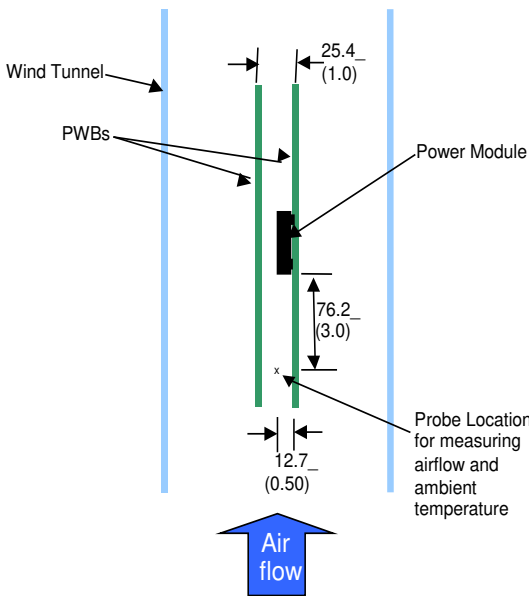 25.4_
(1.0)
Wind Tunnel
PWBs
Power Module
76.2_
(3.0)
x
Probe Location
for measuring
airflow and
ambient
temperature
12.7_
(0.50)
Air
flow